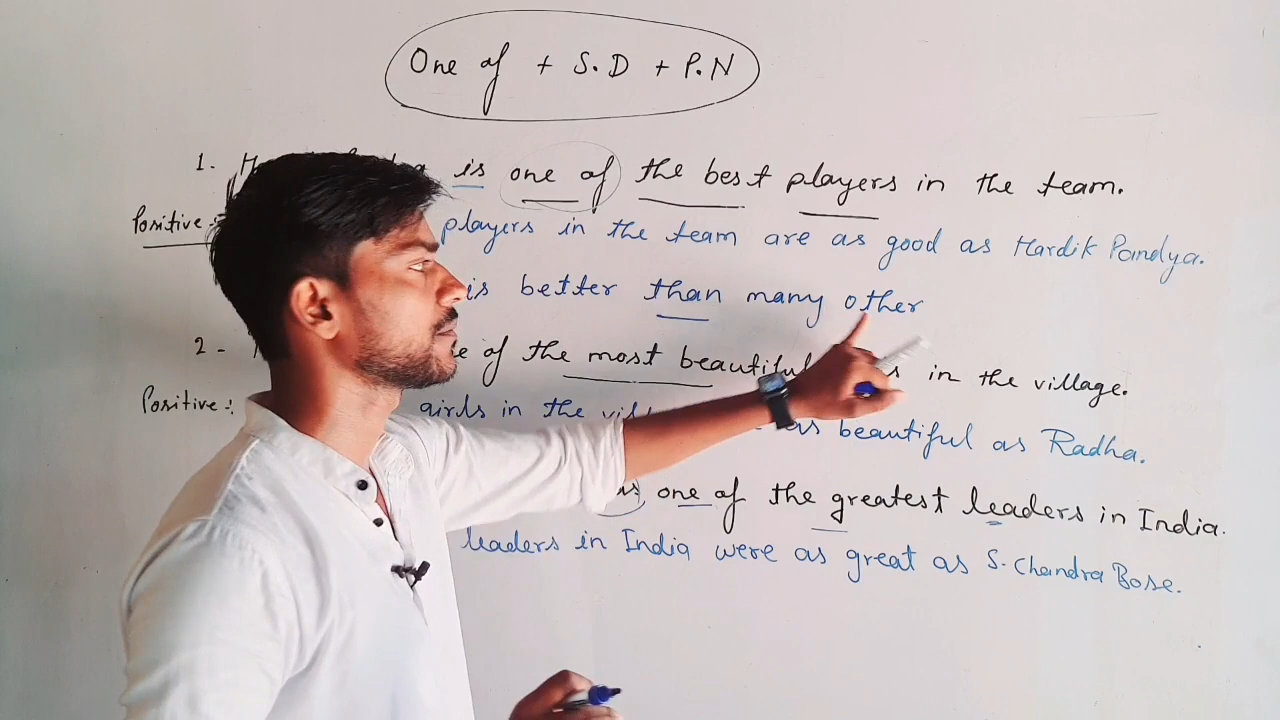 One of + S.D + P.N
1. is one of the best players in the team.
Positive:- players in the team are as good as Hardik Pandya.
is better than many other
2- of the most beautiful in the village.
Positive:- girls in the as beautiful as Radha.
one of the greatest leaders in India.
leaders in India were as great as S. Chandra Bose.